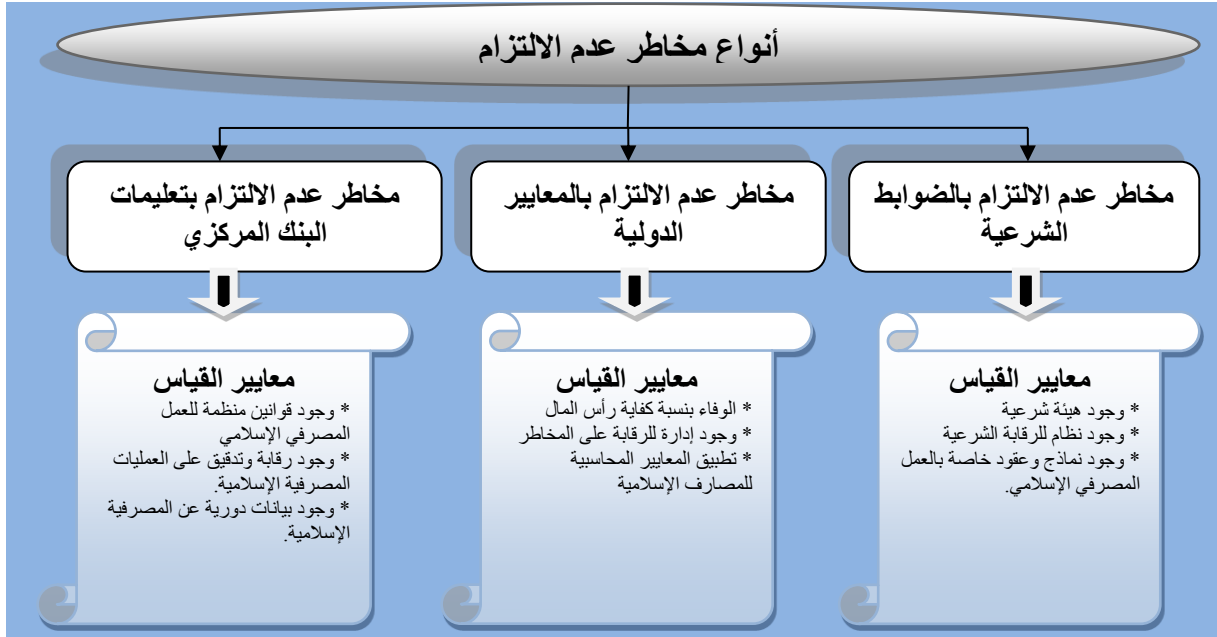 أنواع مخاطر عدم الالتزام
مخاطر عدم الالتزام بالضوابط
الشرعية
معايير القياس
* وجود هيئة شرعية
* وجود نظام للرقابة الشرعية
* وجود نماذج وعقود خاصة بالعمل
المصرفي الإسلامي.
مخاطر عدم الالتزام بالمعايير
الدولية
معايير القياس
* الوفاء بنسبة كفاية رأس المال
* وجود إدارة للرقابة على المخاطر
* تطبيق المعايير المحاسبية
للمصارف الإسلامية
مخاطر عدم الالتزام بتعليمات
البنك المركزي
معايير القياس
* وجود قوانين منظمة للعمل
المصرفي الإسلامي
* وجود رقابة وتدقيق على العمليات
المصرفية الإسلامية.
* وجود بيانات دورية عن المصرفية
الإسلامية.